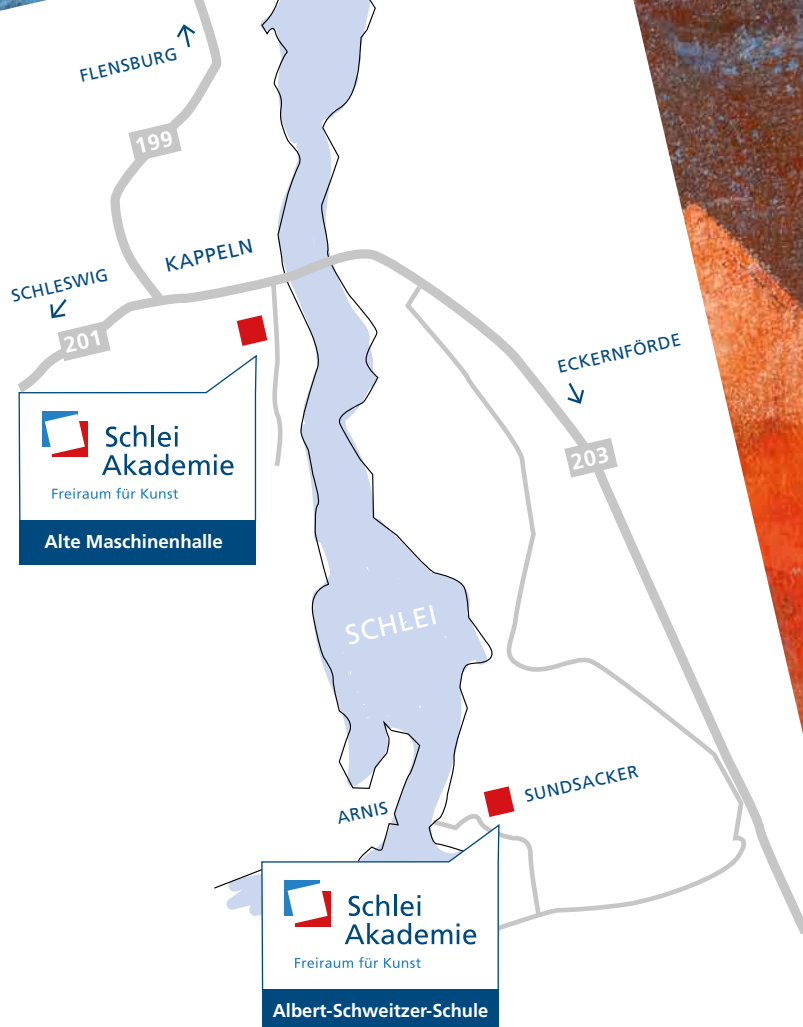 FLENSBURG
199
KAPPELN
SCHLESWIG
201
ECKERNFÖRDE
203
Schlei
Akademie
Freiraum für Kunst
Alte Maschinenhalle
SCHLEI
SUNDSACKER
ARNIS
Schlei
Akademie
Freiraum für Kunst
Albert-Schweitzer-Schule